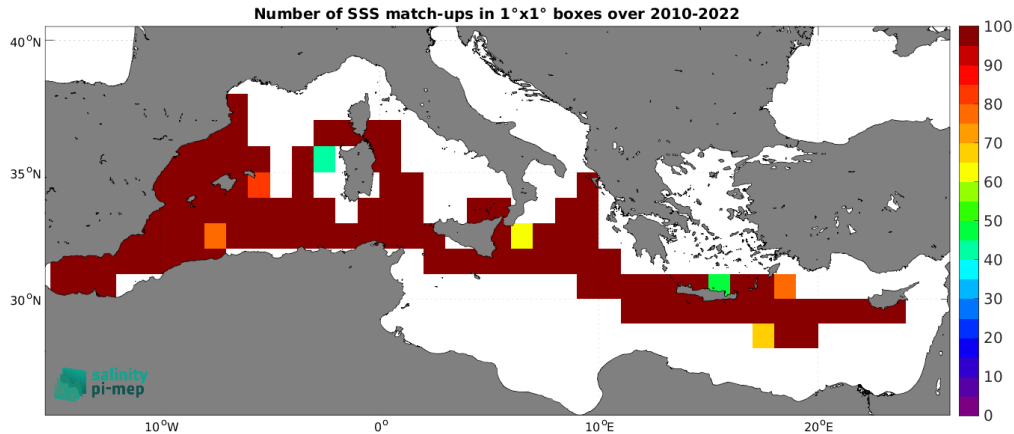 Number of SSS match-ups in 1°x1° boxes over 2010-2022
40°N
35°N
30°N
10°W
0°
10°E
20°E
100
90
80
70
60
50
40
30
20
10
0
salinity
pi-mep